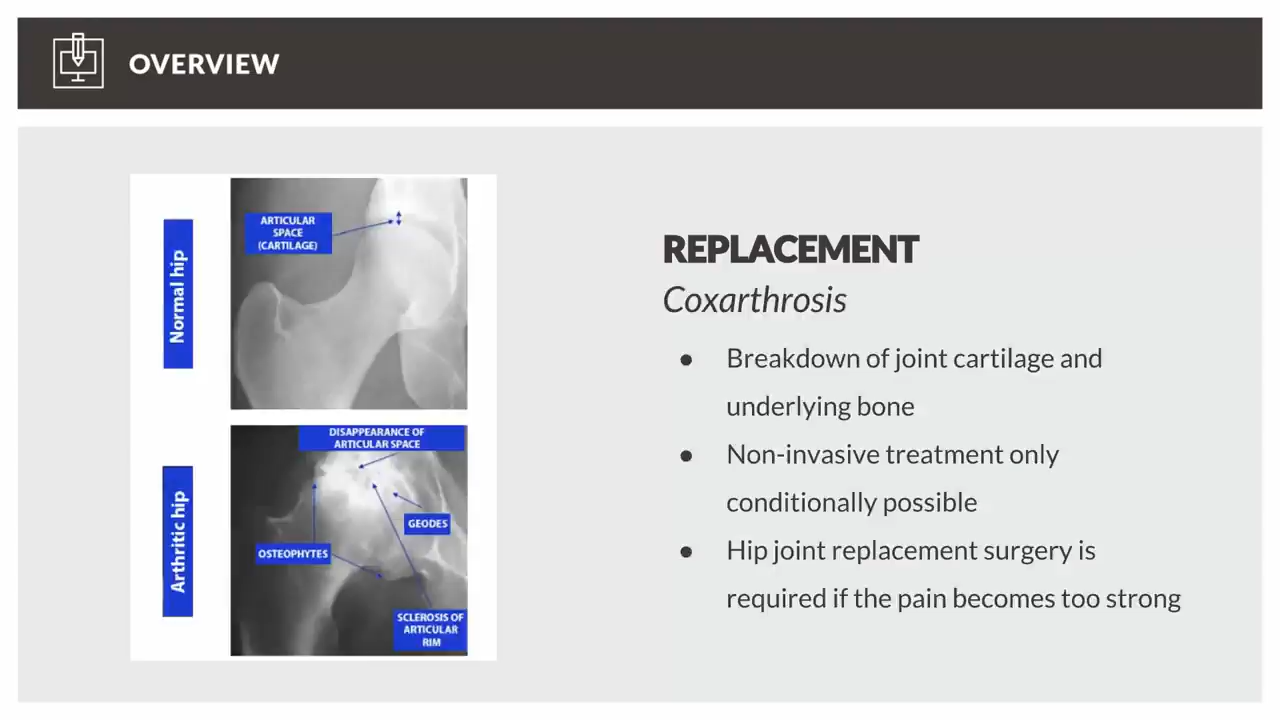 OVERVIEW
Normal hip
ARTICULAR
SPACE
(CARTILAGE)
Arthritic hip
DISAPPEARANCE OF
ARTICULAR SPACE
GEODES
OSTEOPHYTES
SCLEROSIS OF
ARTICULAR
RIM
REPLACEMENT
Coxarthrosis
● Breakdown of joint cartilage and
underlying bone
● Non-invasive treatment only
conditionally possible
● Hip joint replacement surgery is
required if the pain becomes too strong